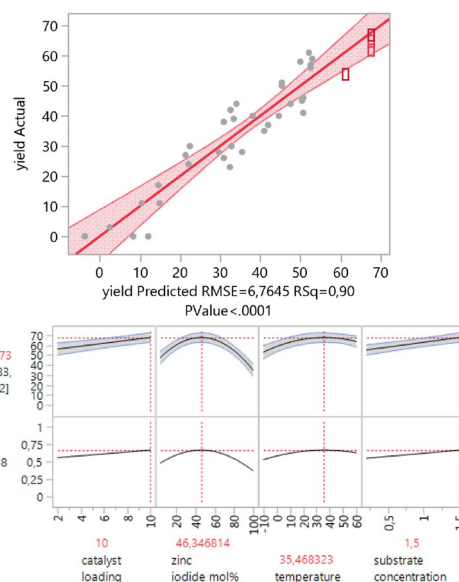 70
60
50
40
30
20
10
0
yield Actual
0 10 20 30 40 50 60 70
yield Predicted RMSE=6,7645 RSq=0,90
PValue<.0001
70
60
50
40
30
20
10
0
1
0,75
0,5
0,25
0
2 4 6 8 10
0 20 40 60 80 100
-10 0 10 20 30 40 50 60
0,5 1
10 46,346814 35,468323 1,5
catalyst zinc substrate
loading iodide mol% temperature concentration